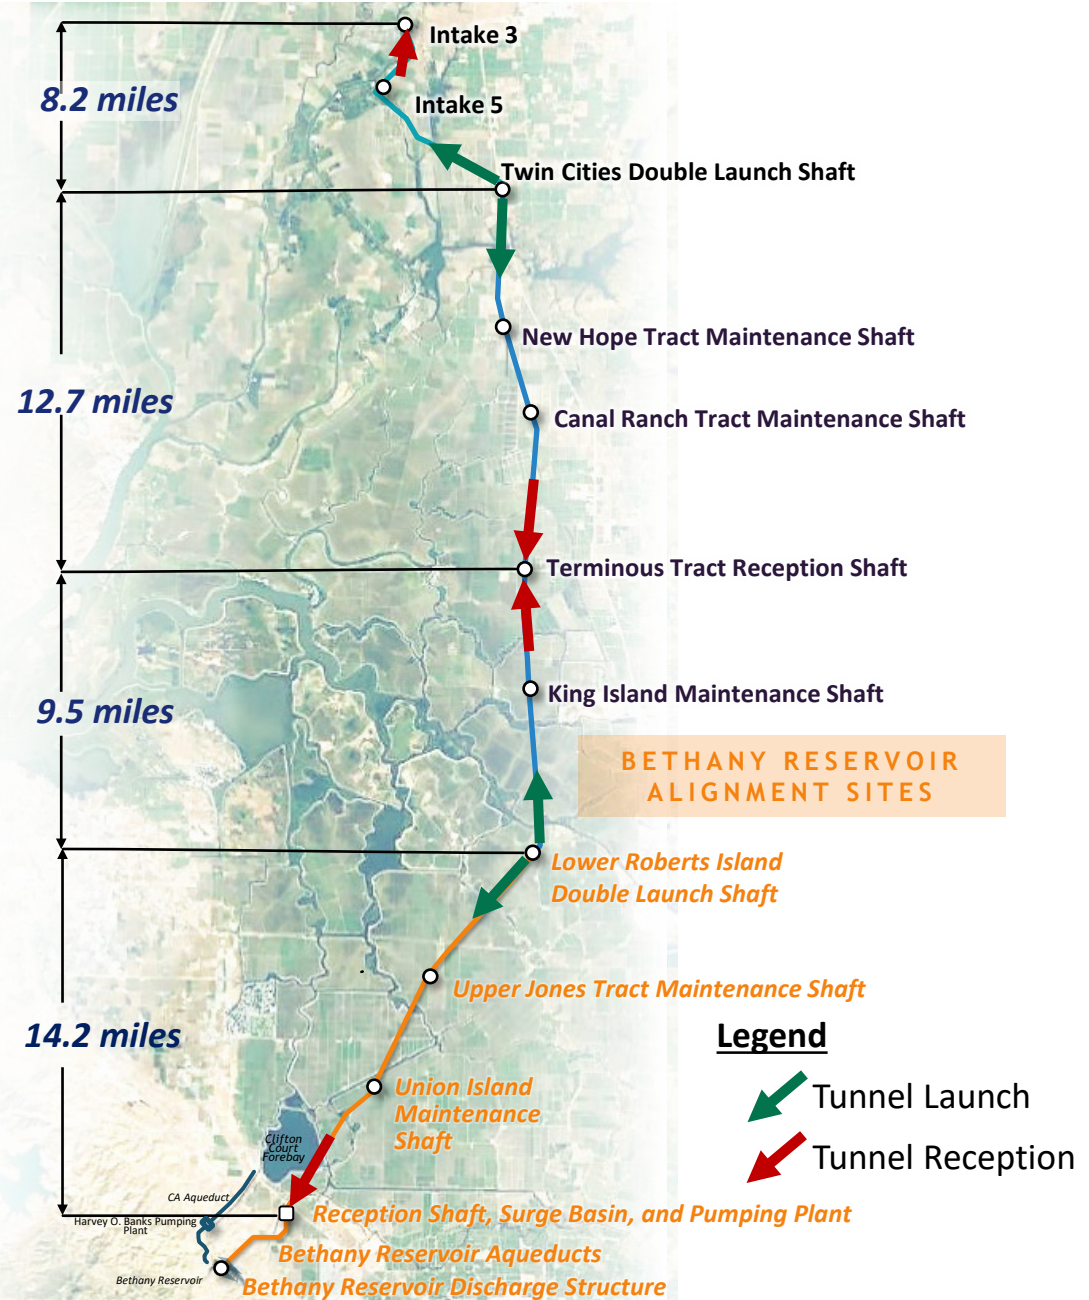 Intake 3
8.2 miles
Intake 5
Twin Cities Double Launch Shaft
New Hope Tract Maintenance Shaft
12.7 miles
Canal Ranch Tract Maintenance Shaft
Terminous Tract Reception Shaft
King Island Maintenance Shaft
9.5 miles
BETHANY RESERVOIR
ALIGNMENT SITES
Lower Roberts Island
Double Launch Shaft
Upper Jones Tract Maintenance Shaft
14.2 miles
Legend
Tunnel Launch
Tunnel Reception
Union Island
Maintenance
Shaft
Clifton
Court
Forebay
CA Aqueduct
Harvey O. Banks Pumping
Plant
Reception Shaft, Surge Basin, and Pumping Plant
Bethany Reservoir Aqueducts
Bethany Reservoir
Bethany Reservoir Discharge Structure